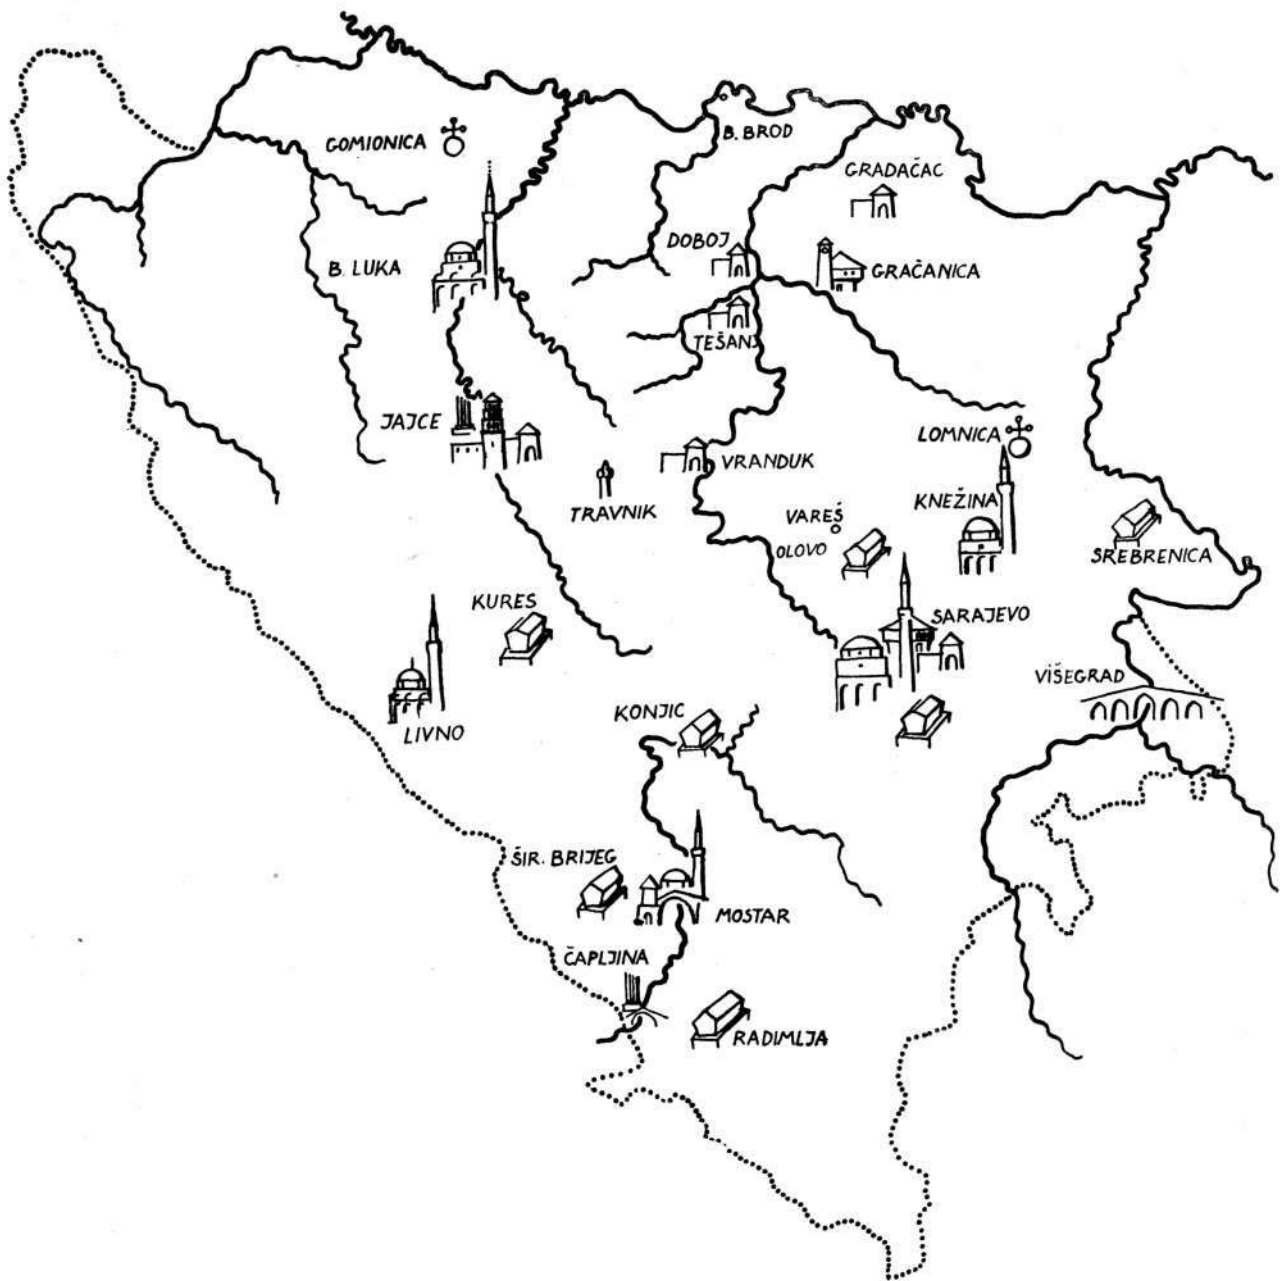 B. BROD
GOMIONICA
GRADAČAC
DOBOJ
B. LUKA
GRAČANICA
TEŠANJ
JAJCE
LOMNICA
VRANDUK
KNEŽINA
TRAVNIK
VAREŠ
OLOVO
SREBRENICA
KUPES
SARAJEVO
VIŠEGRAD
KONJIC
LIVNO
ŠIR. BRIJEG
MOSTAR
ČAPLJINA
RADIMLJA